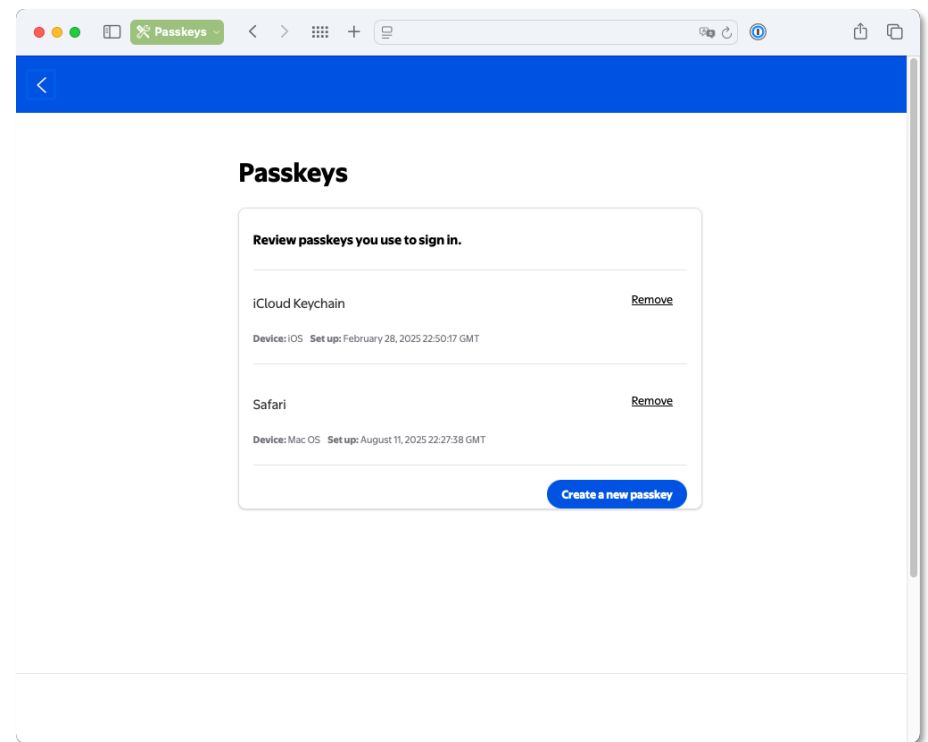 Passkeys
Passkeys
Review passkeys you use to sign in.
iCloud Keychain
Remove
Device: iOS Set up: February 28, 2025 22:50:17 GMT
Safari
Remove
Device: Mac OS Set up: August 11, 2025 22:27:38 GMT
Create a new passkey